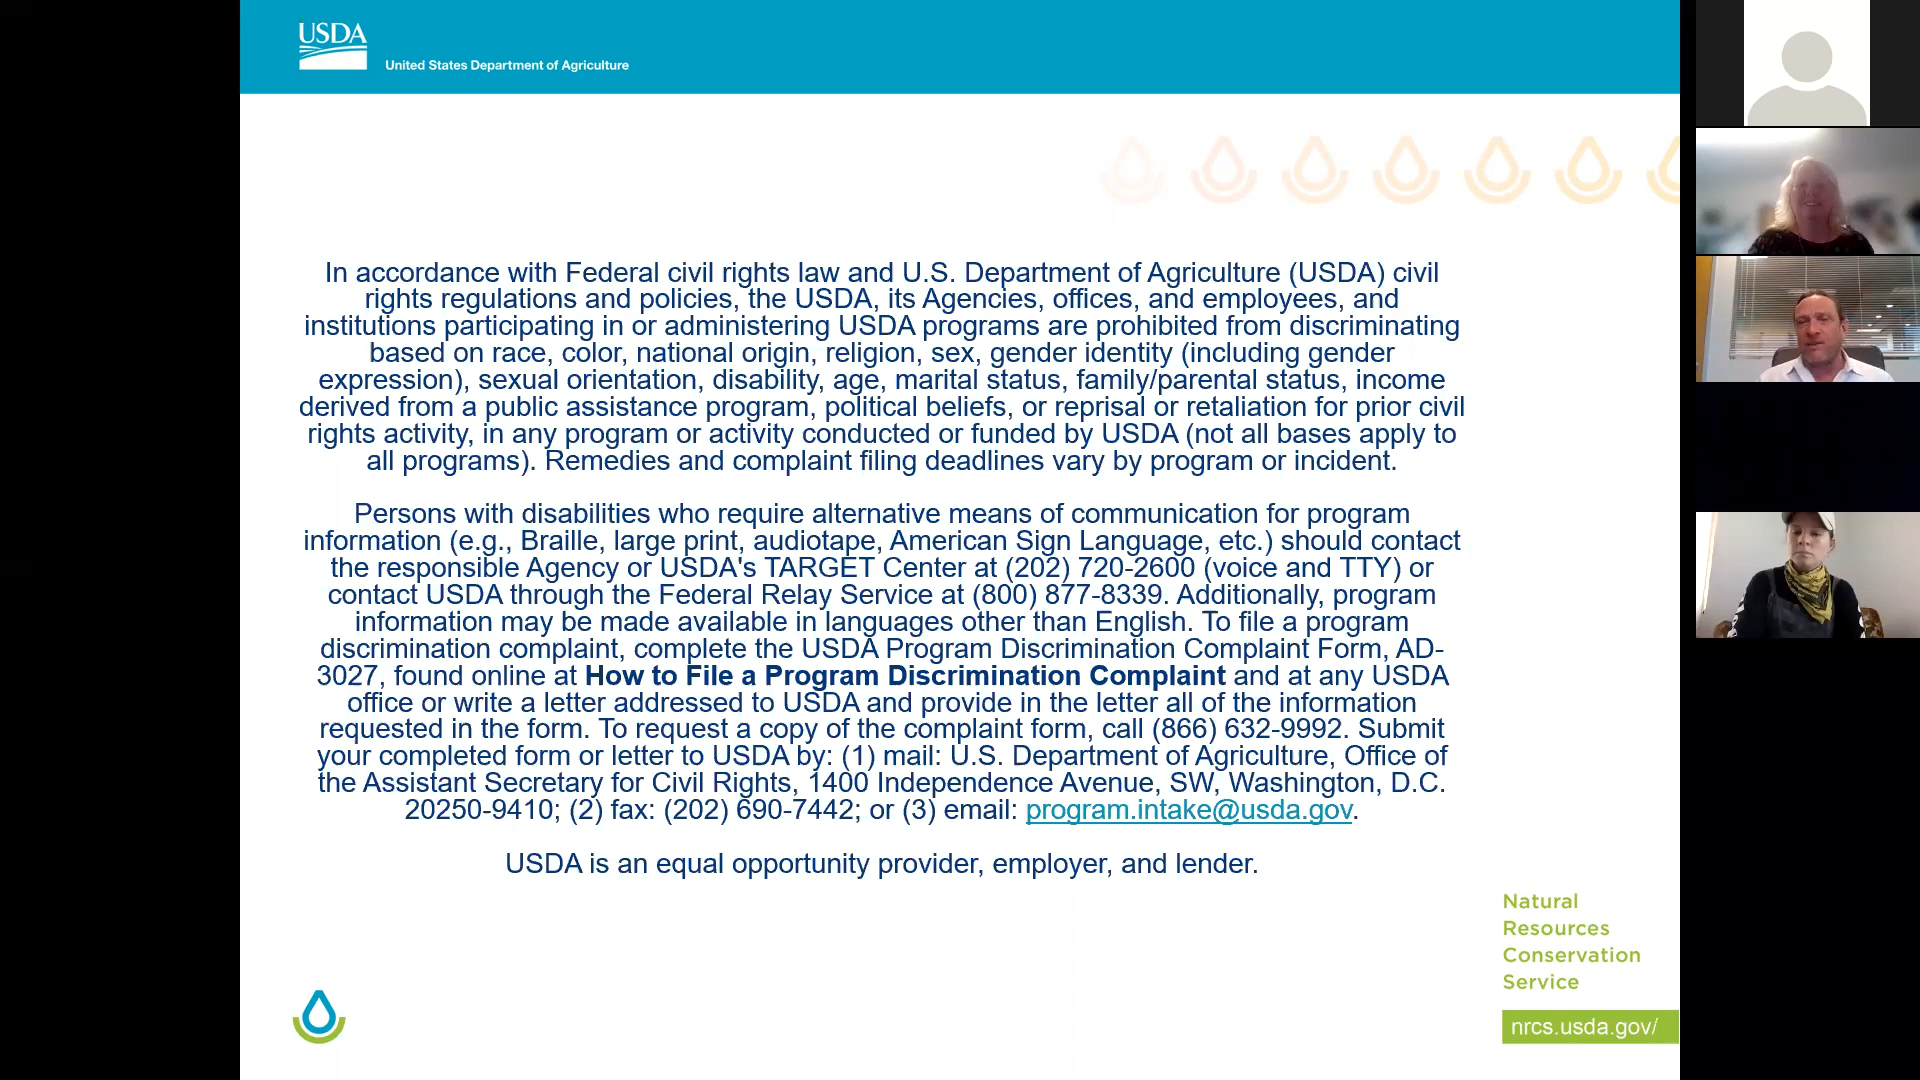 USDA
United States Department of Agriculture
In accordance with Federal civil rights law and U.S. Department of Agriculture (USDA) civil
rights regulations and policies, the USDA, its Agencies, offices, and employees, and
institutions participating in or administering USDA programs are prohibited from discriminating
based on race, color, national origin, religion, sex, gender identity (including gender
expression), sexual orientation, disability, age, marital status, family/parental status, income
derived from a public assistance program, political beliefs, or reprisal or retaliation for prior civil
rights activity, in any program or activity conducted or funded by USDA (not all bases apply to
all programs). Remedies and complaint filing deadlines vary by program or incident.
Persons with disabilities who require alternative means of communication for program
information (e.g., Braille, large print, audiotape, American Sign Language, etc.) should contact
the responsible Agency or USDA's TARGET Center at (202) 720-2600 (voice and TTY) or
contact USDA through the Federal Relay Service at (800) 877-8339. Additionally, program
information may be made available in languages other than English. To file a program
discrimination complaint, complete the USDA Program Discrimination Complaint Form, AD-
3027, found online at How to File a Program Discrimination Complaint and at any USDA
office or write a letter addressed to USDA and provide in the letter all of the information
requested in the form. To request a copy of the complaint form, call (866) 632-9992. Submit
your completed form or letter to USDA by: (1) mail: U.S. Department of Agriculture, Office of
the Assistant Secretary for Civil Rights, 1400 Independence Avenue, SW, Washington, D.C.
20250-9410; (2) fax: (202) 690-7442; or (3) email: program.intake@usda.gov.
USDA is an equal opportunity provider, employer, and lender.
Natural
Resources
Conservation
Service
nrcs.usda.gov/